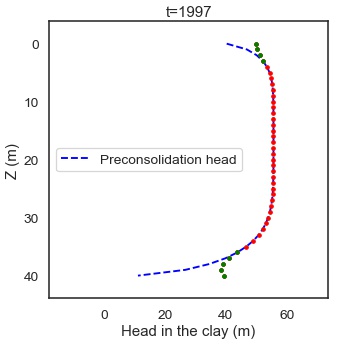 t=1997
0
10
20
30
40
Z (m)
Preconsolidation head
0 20 40 60
Head in the clay (m)